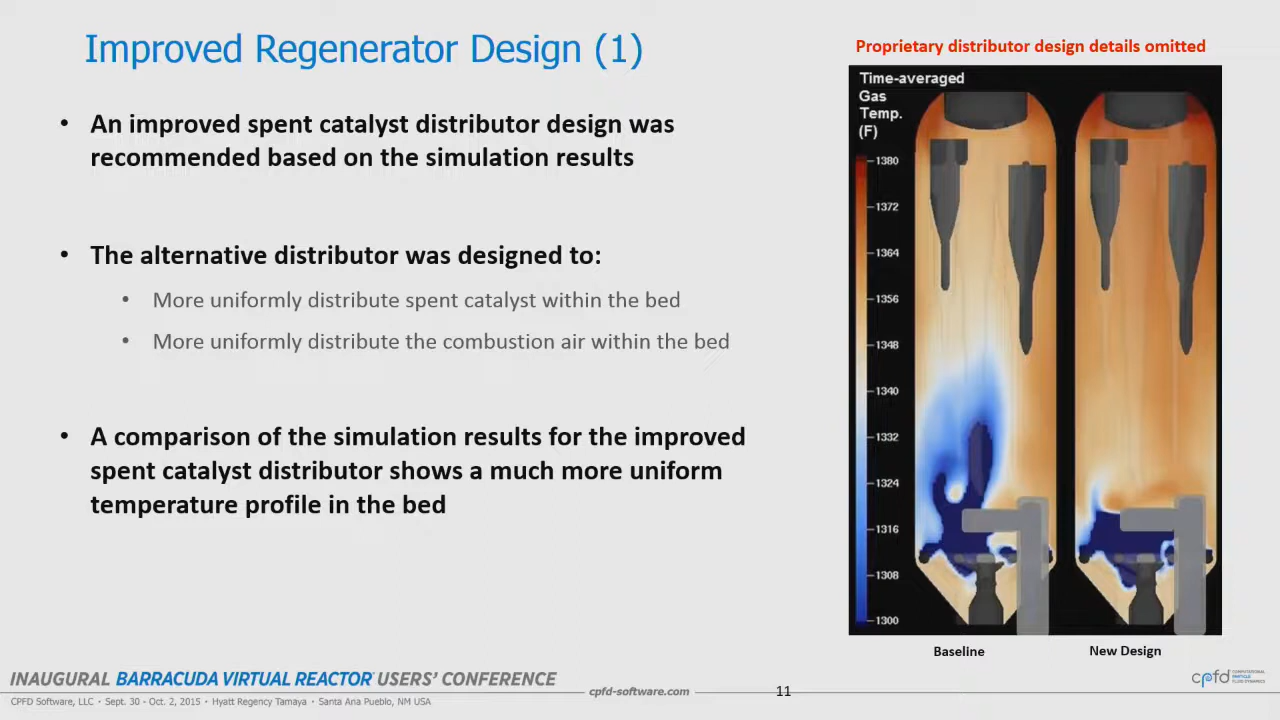 Improved Regenerator Design (1)
Proprietary distributor design details omitted
• An improved spent catalyst distributor design was
recommended based on the simulation results
• The alternative distributor was designed to:
• More uniformly distribute spent catalyst within the bed
• More uniformly distribute the combustion air within the bed
• A comparison of the simulation results for the improved
spent catalyst distributor shows a much more uniform
temperature profile in the bed
Time-averaged
Gas
Temp.
(F)
1380
1372
1364
1356
1348
1340
1332
1324
1316
1308
1300
Baseline
New Design
INAUGURAL BARRACUDA VIRTUAL REACTOR USERS' CONFERENCE
CPFD Software, LLC • Sept. 30 - Oct. 2, 2015 • Hyatt Regency Tamaya • Santa Ana Pueblo, NM USA
cpfd-software.com
11
cpfd COMPUTATIONAL
PARTICLE
FLUID DYNAMICS